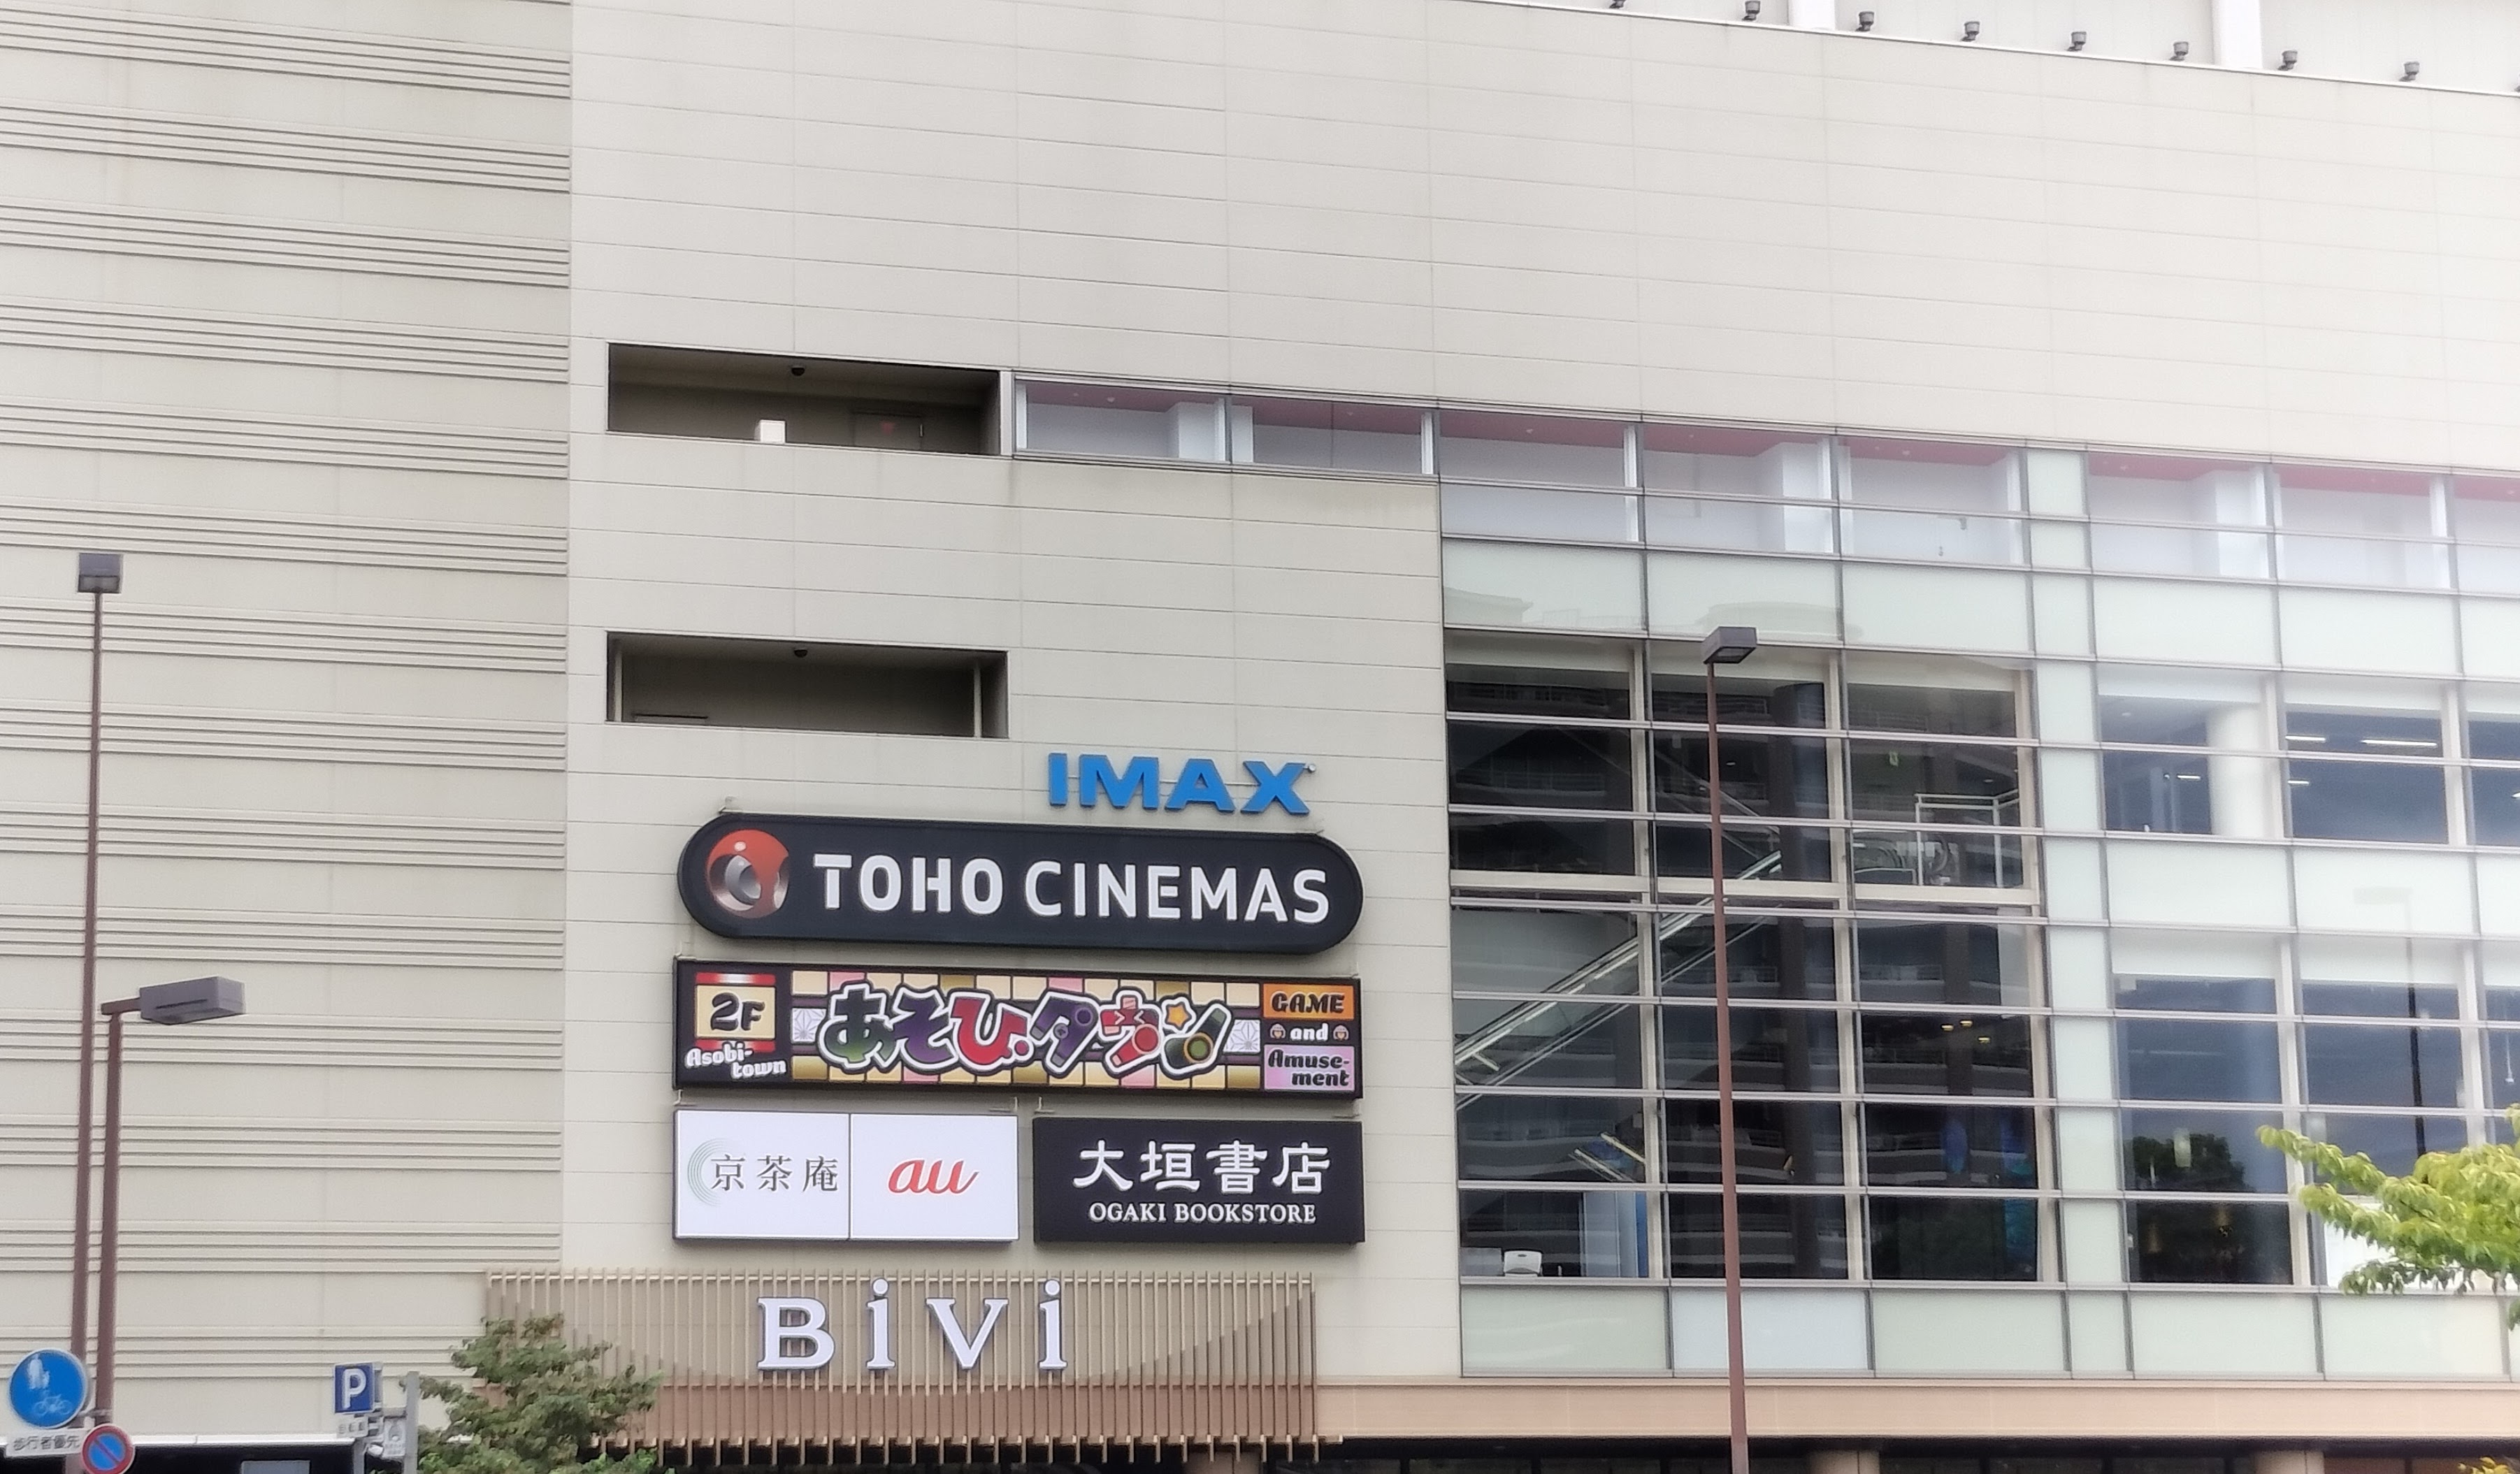 IMAX
TOHO CINEMAS
2F
Asobi-
town
あそびタウン
GAME
and
Amuse-
ment
京茶庵
au
大垣書店
OGAKI BOOKSTORE
BiVi
P
歩行者優先